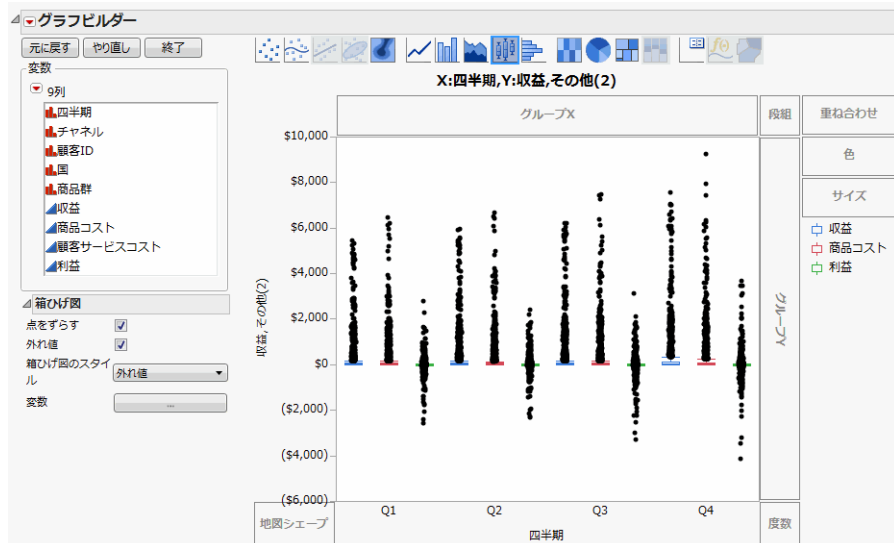 グラフビルダー
元に戻す やり直し 終了
変数
9列
四半期
チャネル
顧客ID
国
商品群
収益
商品コスト
顧客サービスコスト
利益
箱ひげ図
点をずらす
外れ値
箱ひげ図のスタイ
ル
外れ値
変数
...
X:四半期,Y:収益,その他(2)
グループX
段組
重ね合わせ
色
サイズ
収益
商品コスト
利益
$10,000
$8,000
$6,000
$4,000
$2,000
$0
($2,000)
($4,000)
($6,000)
収益,その他(2)
グループY
Q1 Q2 Q3 Q4
四半期
地図シェープ
度数